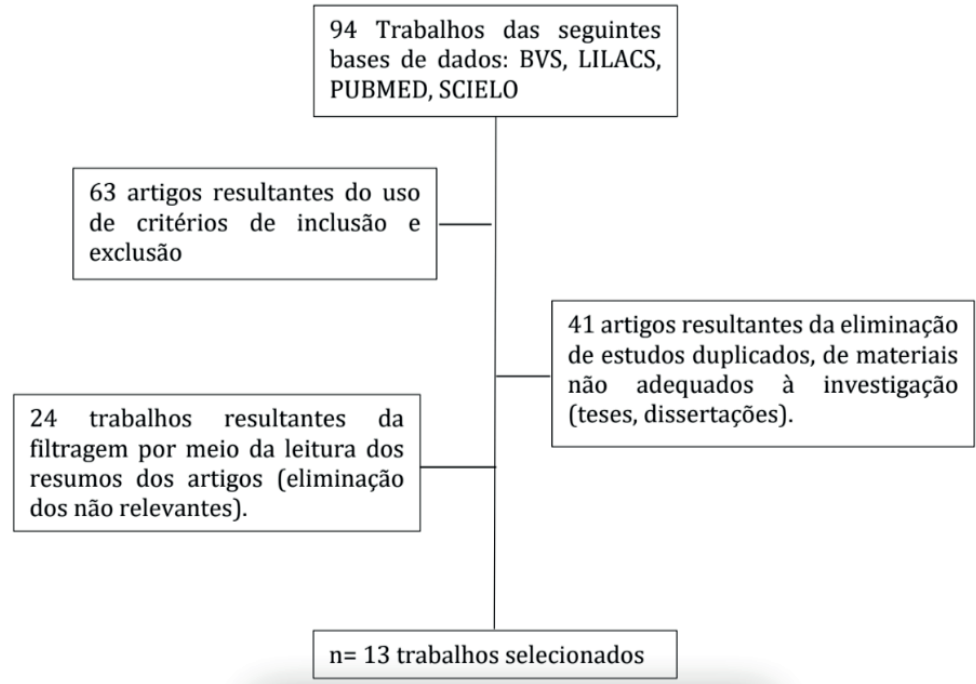 94 Trabalhos das seguintes
bases de dados: BVS, LILACS,
PUBMED, SCIELO
63 artigos resultantes do uso
de critérios de inclusão e
exclusão
41 artigos resultantes da eliminação
de estudos duplicados, de materiais
não adequados à investigação
(teses, dissertações).
24 trabalhos resultantes da
filtragem por meio da leitura dos
resumos dos artigos (eliminação
dos não relevantes).
n= 13 trabalhos selecionados